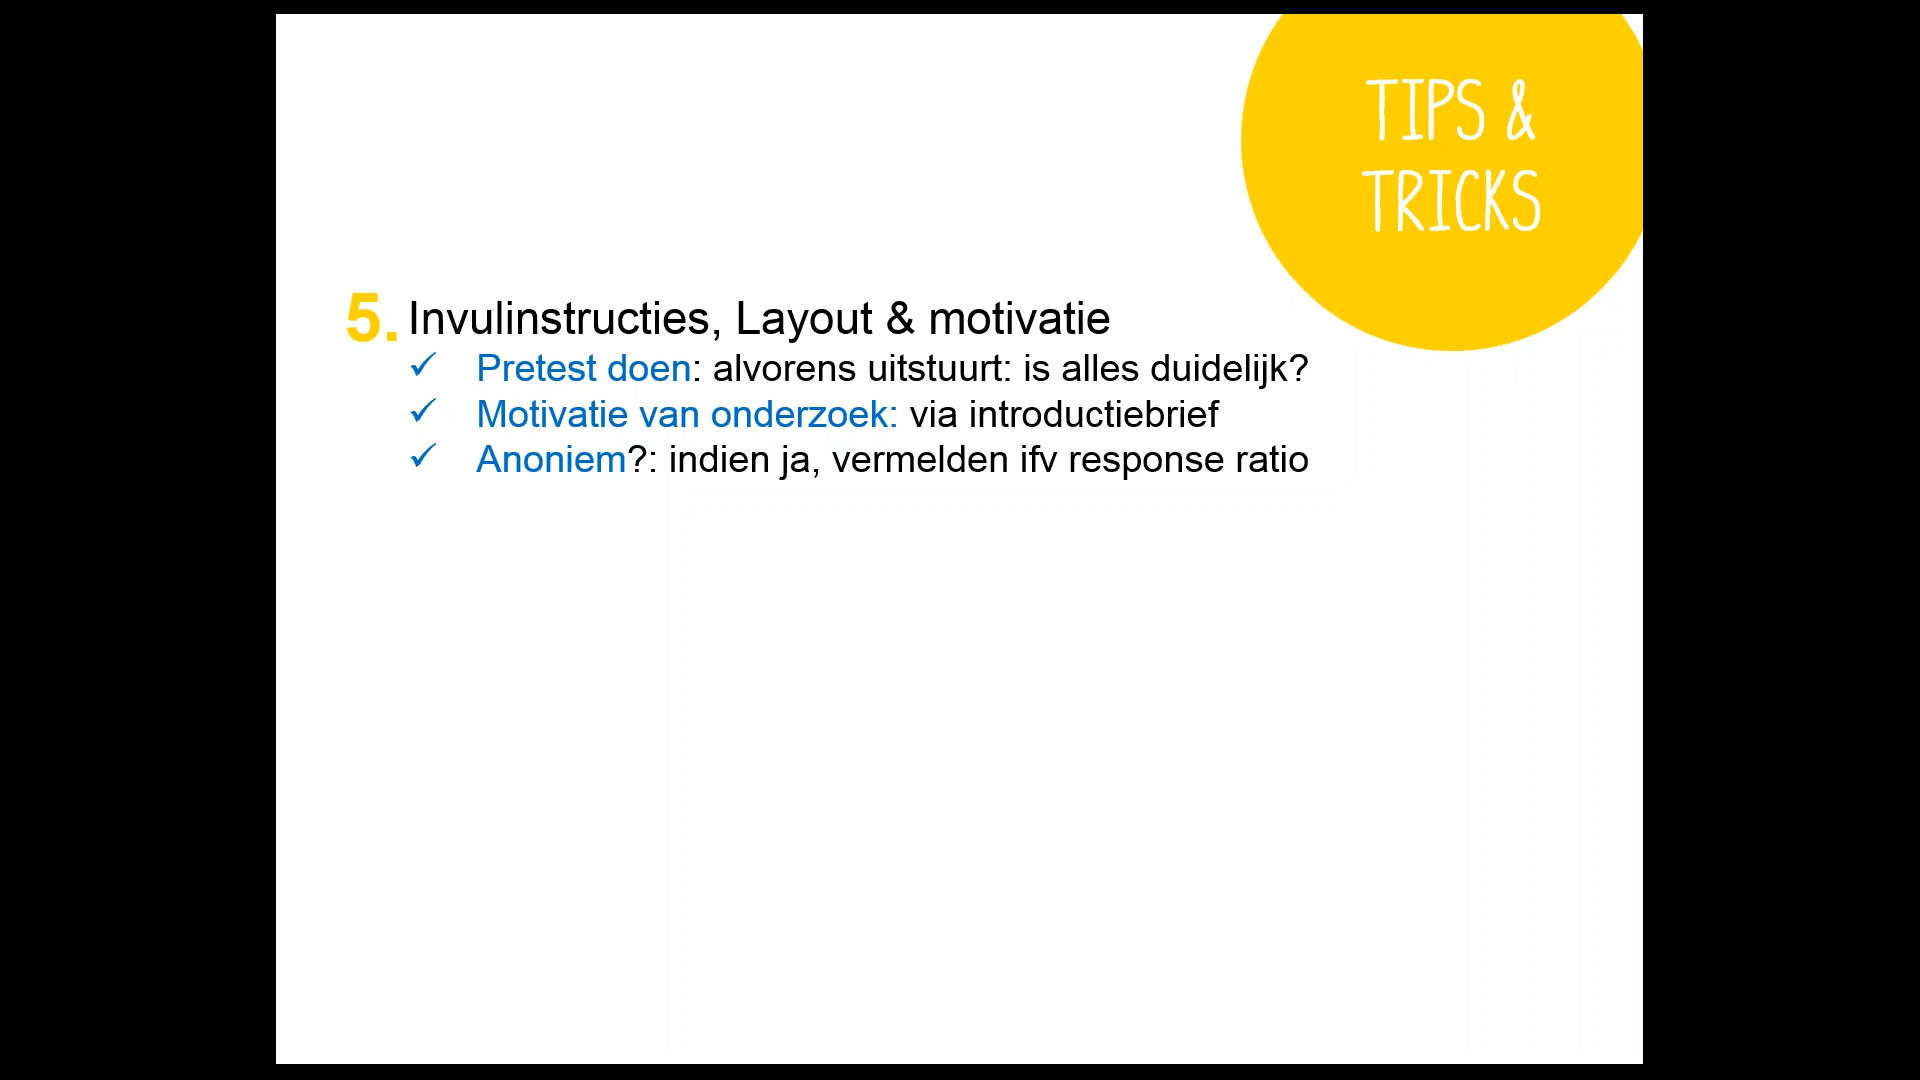 TIPS &
TRICKS
5. Invulinstructies, Layout & motivatie
✓ Pretest doen: alvorens uitstuurt: is alles duidelijk?
✓ Motivatie van onderzoek: via introductiebrief
✓ Anoniem?: indien ja, vermelden ifv response ratio